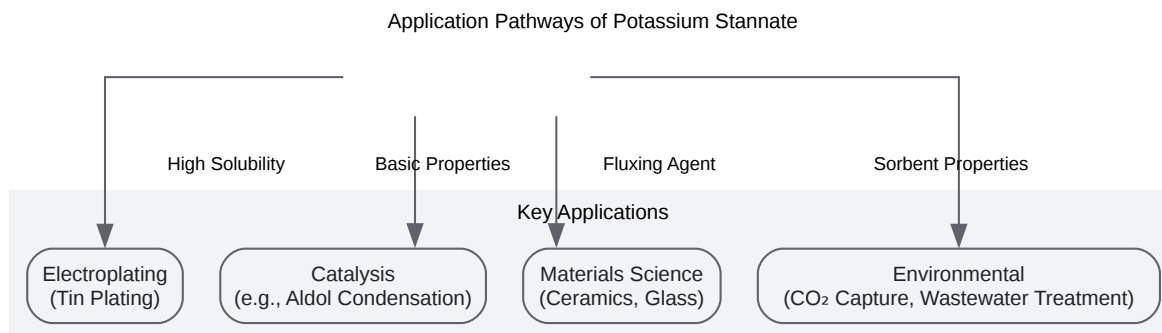 Application Pathways of Potassium Stannate
High Solubility
Basic Properties
Fluxing Agent
Sorbent Properties
Key Applications
Electroplating
(Tin Plating)
Catalysis
(e.g., Aldol Condensation)
Materials Science
(Ceramics, Glass)
Environmental
(CO₂ Capture, Wastewater Treatment)